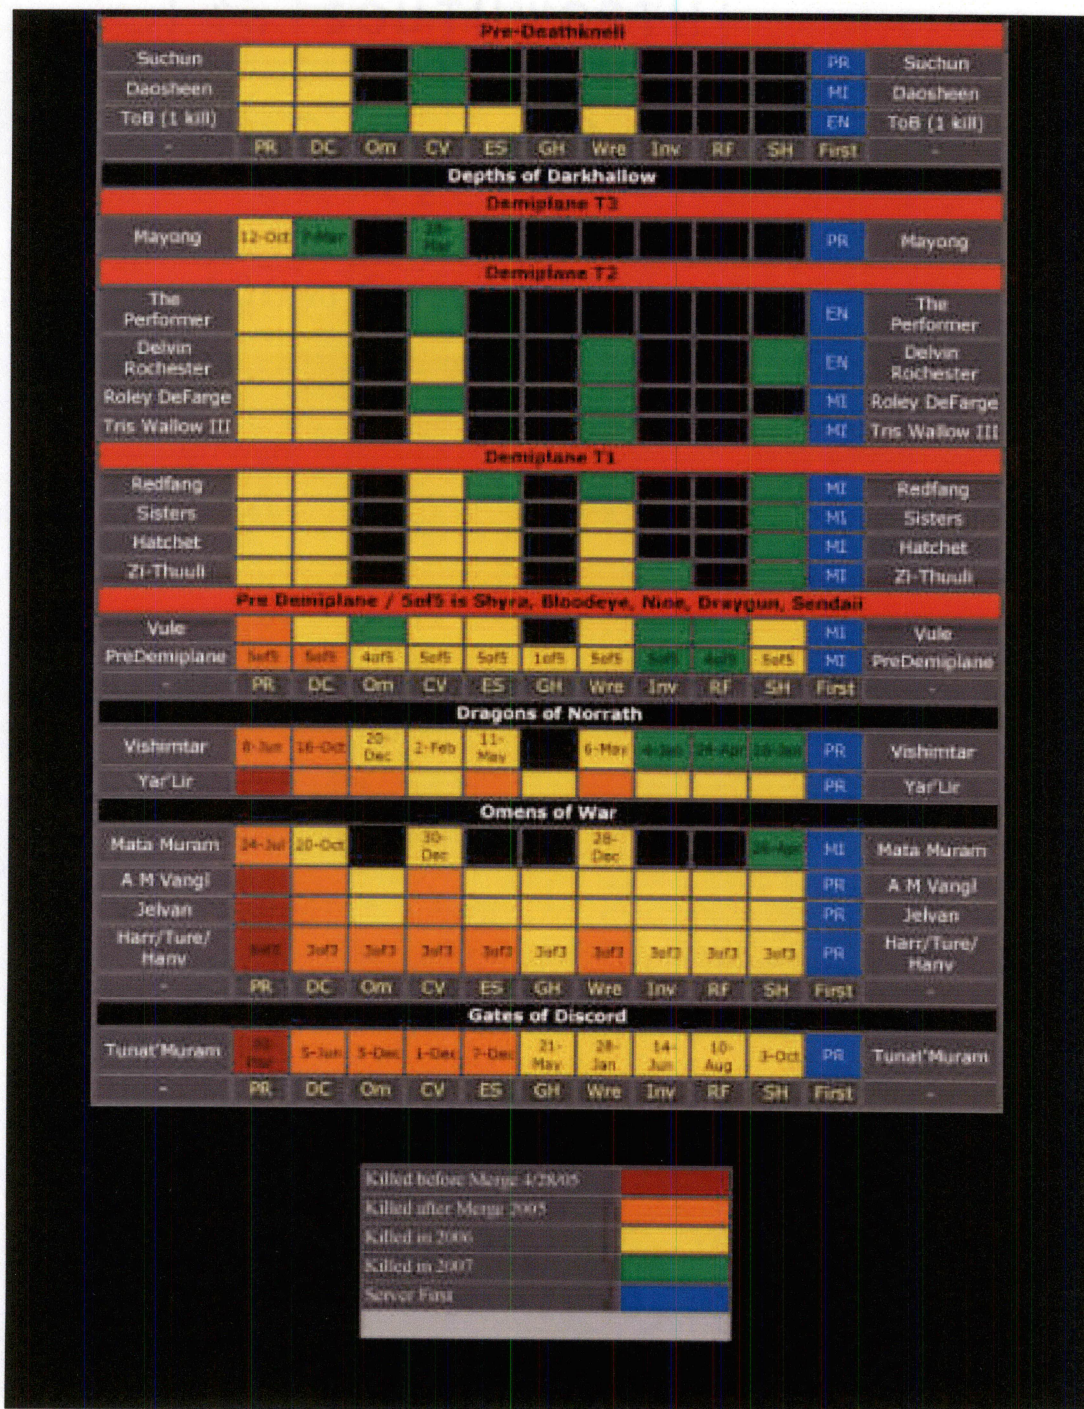 Pre-Deathknell
Suchun PR Suchun
Daosheen MI Daosheen
ToB (1 kill) EN ToB (1 kill)
- PR DC Om CV ES GH Wre Inv RF SH First -
Depths of Darkhallow
Demiplane T3
Mayong 12-Oct 7-Mar PR Mayong
Demiplane T2
The Performer EN The Performer
Delvin Rochester EN Delvin Rochester
Roley DeFarge MI Roley DeFarge
Tris Wallow III MI Tris Wallow III
Demiplane T1
Redfang MI Redfang
Sisters MI Sisters
Hatchet MI Hatchet
Zi-Thuuli MI Zi-Thuuli
Pre Demiplane / 5of5 is Shyra, Bloodeye, Nine, Draygun, Sendaii
Vule MI Vule
PreDemiplane 5of5 5of5 4of5 5of5 5of5 1of5 5of5 5of5 4of5 5of5 MI PreDemiplane
- PR DC Om CV ES GH Wre Inv RF SH First -
Dragons of Norrath
Vishimtar 8-Jun 16-Oct 20-Dec 2-Feb 11-May 6-May 24-Apr PR Vishimtar
Yar'Lir PR Yar'Lir
Omens of War
Mata Muram 24-Jul 20-Oct 30-Dec 28-Dec MI Mata Muram
A M Vangl PR A M Vangl
Jelvan PR Jelvan
Harr/Ture/Hanv 3of3 3of3 3of3 3of3 3of3 3of3 3of3 3of3 3of3 3of3 PR Harr/Ture/Hanv
- PR DC Om CV ES GH Wre Inv RF SH First -
Gates of Discord
Tunat'Muram 5-Jun 5-Dec 1-Dec 7-Dec 21-May 28-Jan 14-Jun 10-Aug 3-Oct PR Tunat'Muram
- PR DC Om CV ES GH Wre Inv RF SH First -
Killed before Merge 4/28/05
Killed after Merge 2005
Killed in 2006
Killed in 2007
Server First